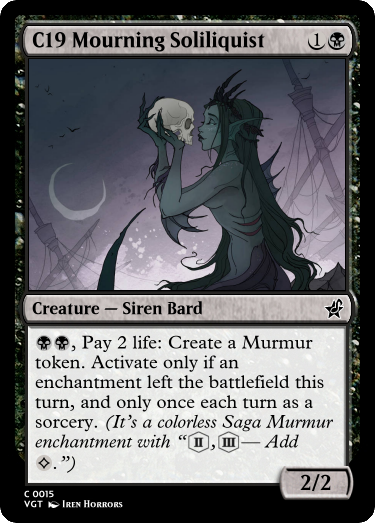 C19 Mourning Soliliquist 1
Creature — Siren Bard
, Pay 2 life: Create a Murmur
token. Activate only if an
enchantment left the battlefield this
turn, and only once each turn as a
sorcery. (It's a colorless Saga Murmur
enchantment with “II, III— Add
.”)
2/2
C 0015
VGT Iren Horrors